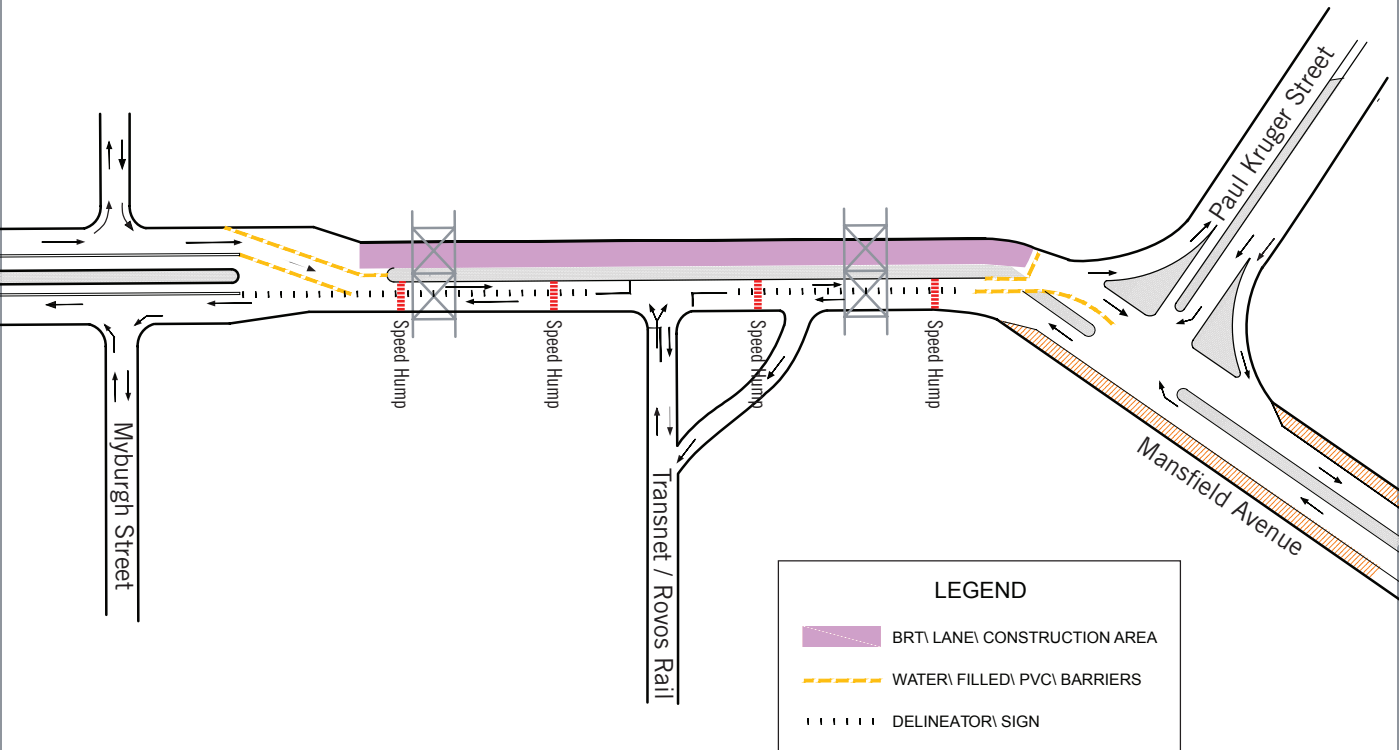 Paul Kruger Street
Speed Hump
Speed Hump
Speed Hump
Speed Hump
Myburgh Street
Transnet / Rovos Rail
Mansfield Avenue
LEGEND
BRT\ LANE\ CONSTRUCTION AREA
WATER\ FILLED\ PVC\ BARRIERS
DELINEATOR\ SIGN